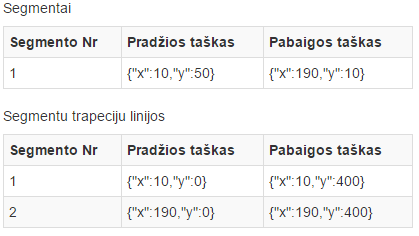 Segmentai
Segmento Nr Pradžios taškas Pabaigos taškas
1 {"x":10,"y":50} {"x":190,"y":10}
Segmentu trapeciju linijos
Segmento Nr Pradžios taškas Pabaigos taškas
1 {"x":10,"y":0} {"x":10,"y":400}
2 {"x":190,"y":0} {"x":190,"y":400}